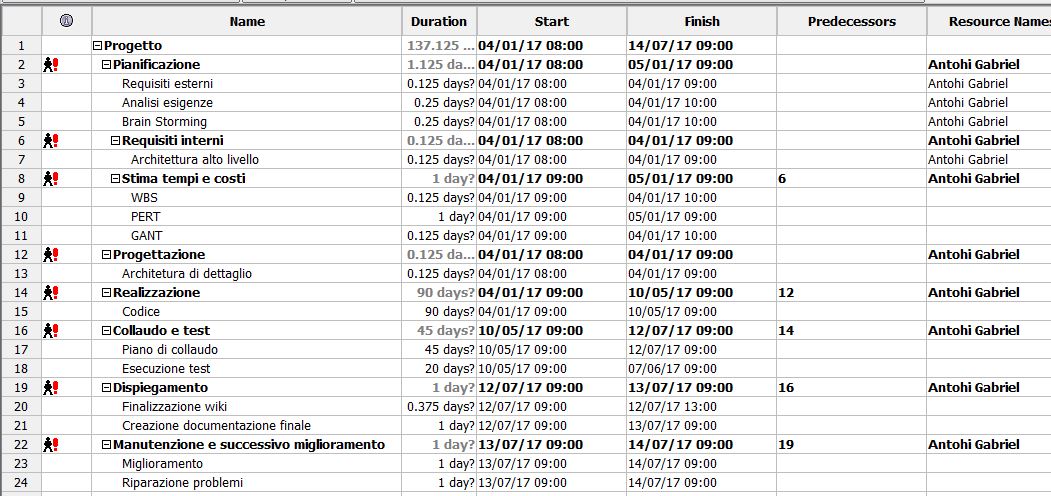 Name Duration Start Finish Predecessors Resource Names
1 Progetto 137.125 ... 04/01/17 08:00 14/07/17 09:00
2 Pianificazione 1.125 da... 04/01/17 08:00 05/01/17 09:00 Antohi Gabriel
3 Requisiti esterni 0.125 days? 04/01/17 08:00 04/01/17 09:00 Antohi Gabriel
4 Analisi esigenze 0.25 days? 04/01/17 08:00 04/01/17 10:00 Antohi Gabriel
5 Brain Storming 0.25 days? 04/01/17 08:00 04/01/17 10:00 Antohi Gabriel
6 Requisiti interni 0.125 da... 04/01/17 08:00 04/01/17 09:00 Antohi Gabriel
7 Architettura alto livello 0.125 days? 04/01/17 08:00 04/01/17 09:00 Antohi Gabriel
8 Stima tempi e costi 1 day? 04/01/17 09:00 05/01/17 09:00 6 Antohi Gabriel
9 WBS 0.125 days? 04/01/17 09:00 04/01/17 10:00
10 PERT 1 day? 04/01/17 09:00 05/01/17 09:00
11 GANT 0.125 days? 04/01/17 09:00 04/01/17 10:00
12 Progettazione 0.125 da... 04/01/17 08:00 04/01/17 09:00 Antohi Gabriel
13 Architetura di dettaglio 0.125 days? 04/01/17 08:00 04/01/17 09:00
14 Realizzazione 90 days? 04/01/17 09:00 10/05/17 09:00 12 Antohi Gabriel
15 Codice 90 days? 04/01/17 09:00 10/05/17 09:00
16 Collaudo e test 45 days? 10/05/17 09:00 12/07/17 09:00 14 Antohi Gabriel
17 Piano di collaudo 45 days? 10/05/17 09:00 12/07/17 09:00
18 Esecuzione test 20 days? 10/05/17 09:00 07/06/17 09:00
19 Dispiegamento 1 day? 12/07/17 09:00 13/07/17 09:00 16 Antohi Gabriel
20 Finalizzazione wiki 0.375 days? 12/07/17 09:00 12/07/17 13:00
21 Creazione documentazione finale 1 day? 12/07/17 09:00 13/07/17 09:00
22 Manutenzione e successivo miglioramento 1 day? 13/07/17 09:00 14/07/17 09:00 19 Antohi Gabriel
23 Miglioramento 1 day? 13/07/17 09:00 14/07/17 09:00
24 Riparazione problemi 1 day? 13/07/17 09:00 14/07/17 09:00